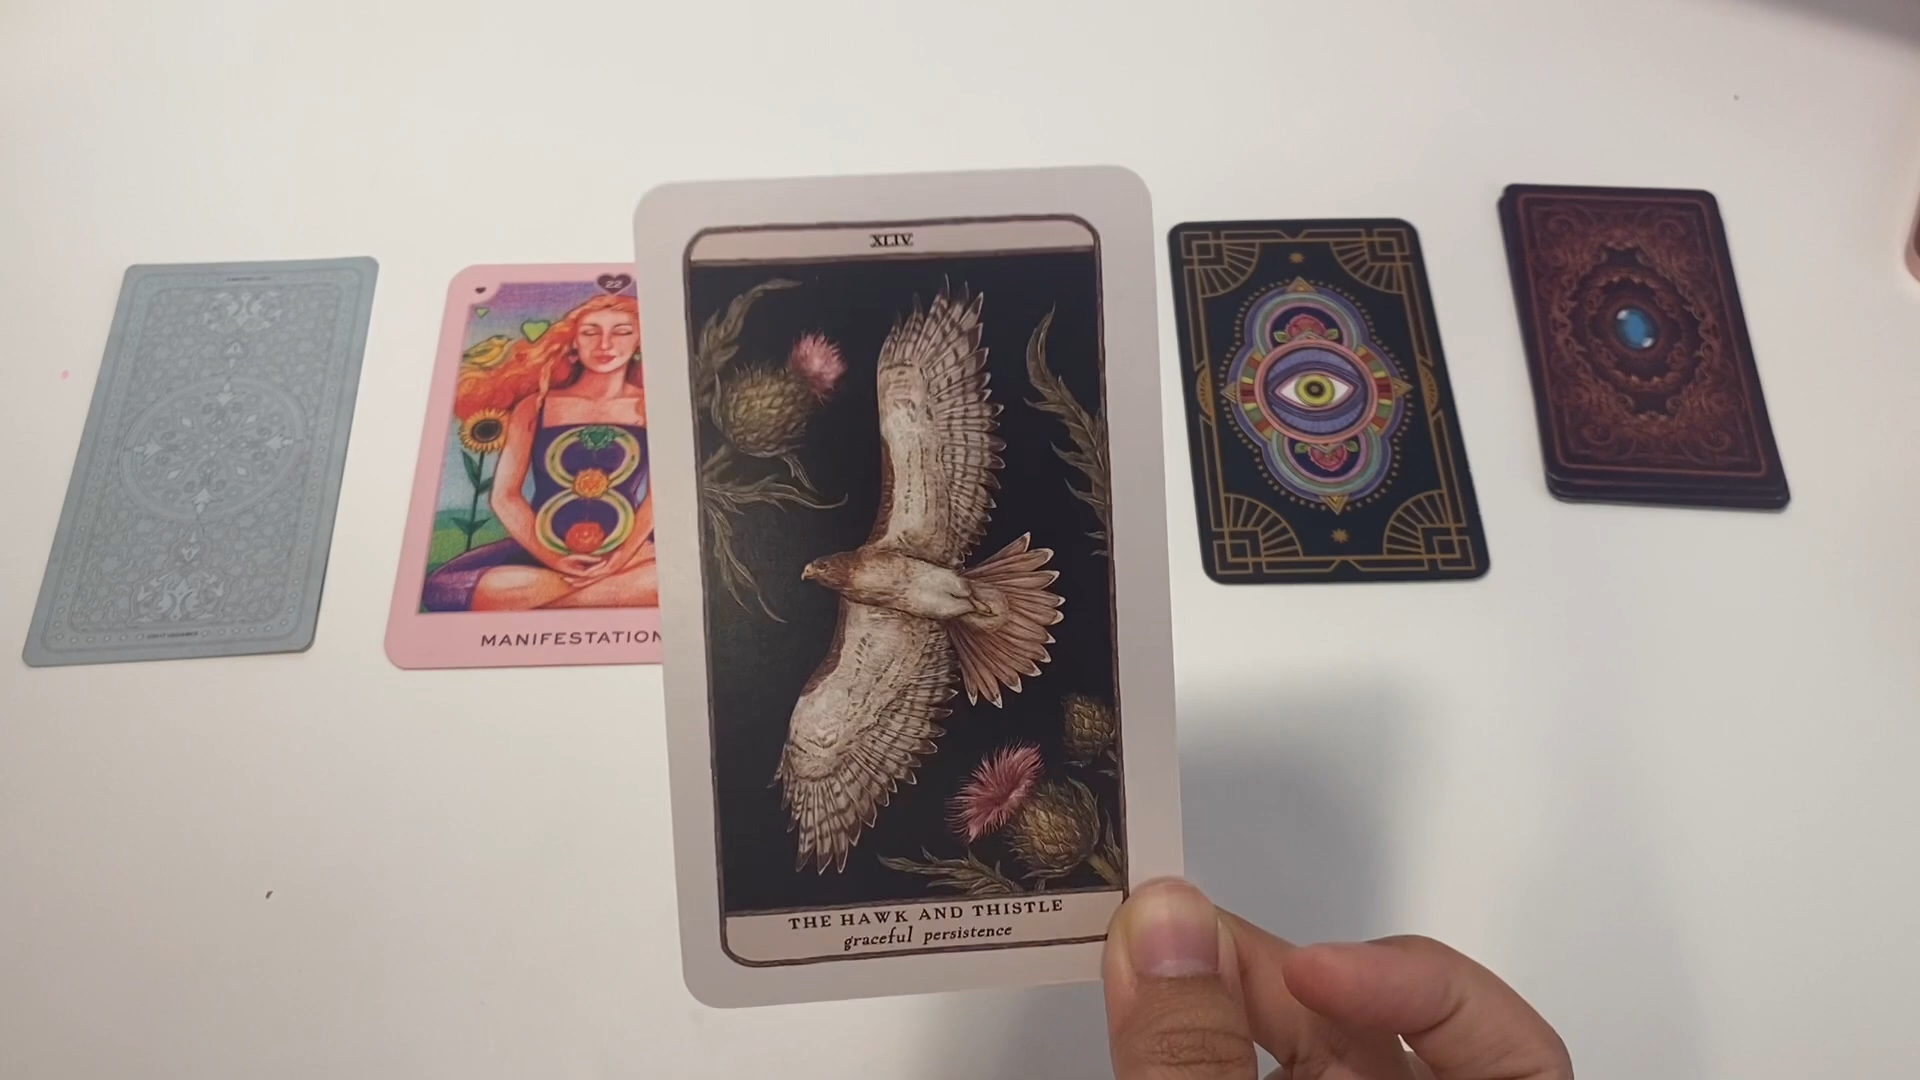 XLIV
22
MANIFESTATION
THE HAWK AND THISTLE
graceful persistence